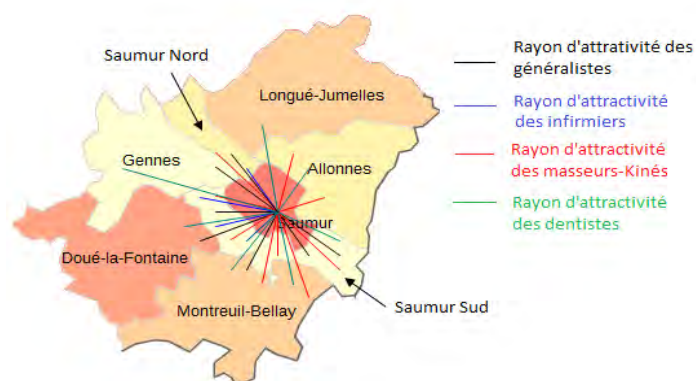 Saumur Nord
Longué-Jumelles
Gennes
Allonnes
Saumur
Doué-la-Fontaine
Montreuil-Bellay
Saumur Sud
Rayon d'attrativité des
généralistes
Rayon d'attractivité
des infirmiers
Rayon d'attractivité
des masseurs-Kinés
Rayon d'attractivité
des dentistes